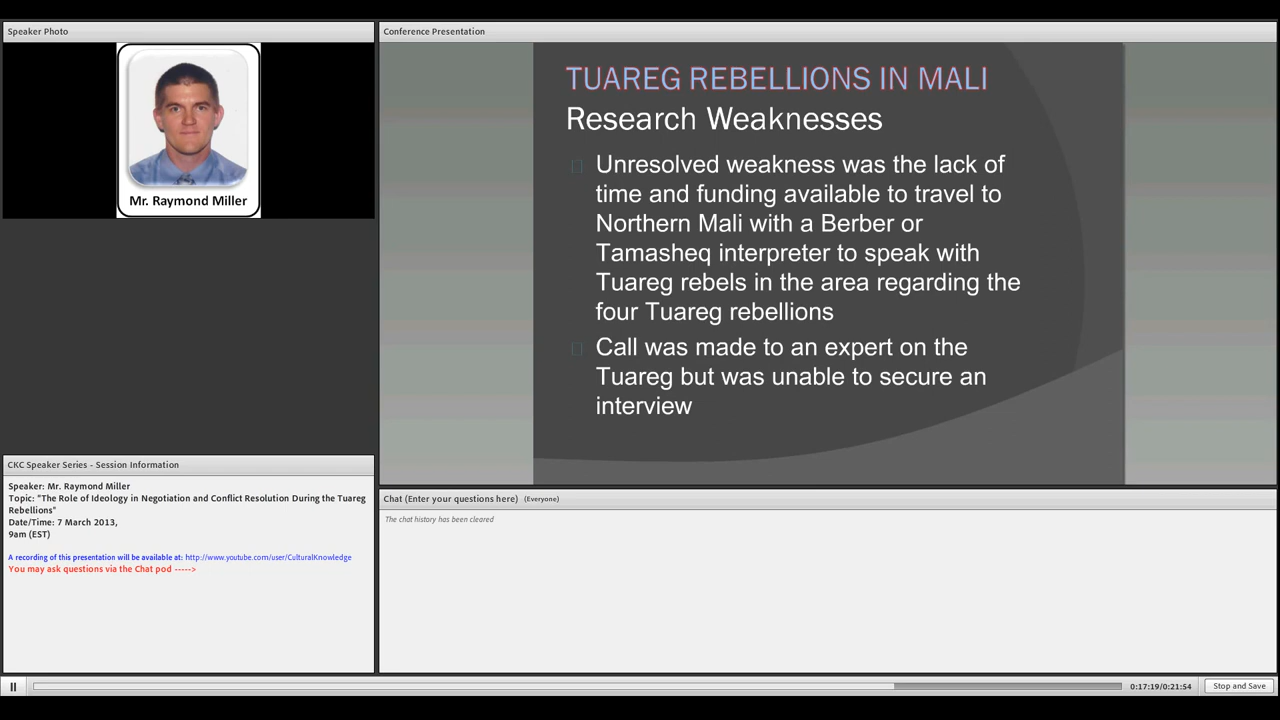 Speaker Photo
Mr. Raymond Miller
Conference Presentation
TUAREG REBELLIONS IN MALI
Research Weaknesses
Unresolved weakness was the lack of
time and funding available to travel to
Northern Mali with a Berber or
Tamasheq interpreter to speak with
Tuareg rebels in the area regarding the
four Tuareg rebellions
Call was made to an expert on the
Tuareg but was unable to secure an
interview
CKC Speaker Series - Session Information
Speaker: Mr. Raymond Miller
Topic: "The Role of Ideology in Negotiation and Conflict Resolution During the Tuareg
Rebellions"
Date/Time: 7 March 2013,
9am (EST)
A recording of this presentation will be available at: http://www.youtube.com/user/CulturalKnowledge
You may ask questions via the Chat pod ----->
Chat (Enter your questions here) (Everyone)
The chat history has been cleared
0:17:19/0:21:54
Stop and Save